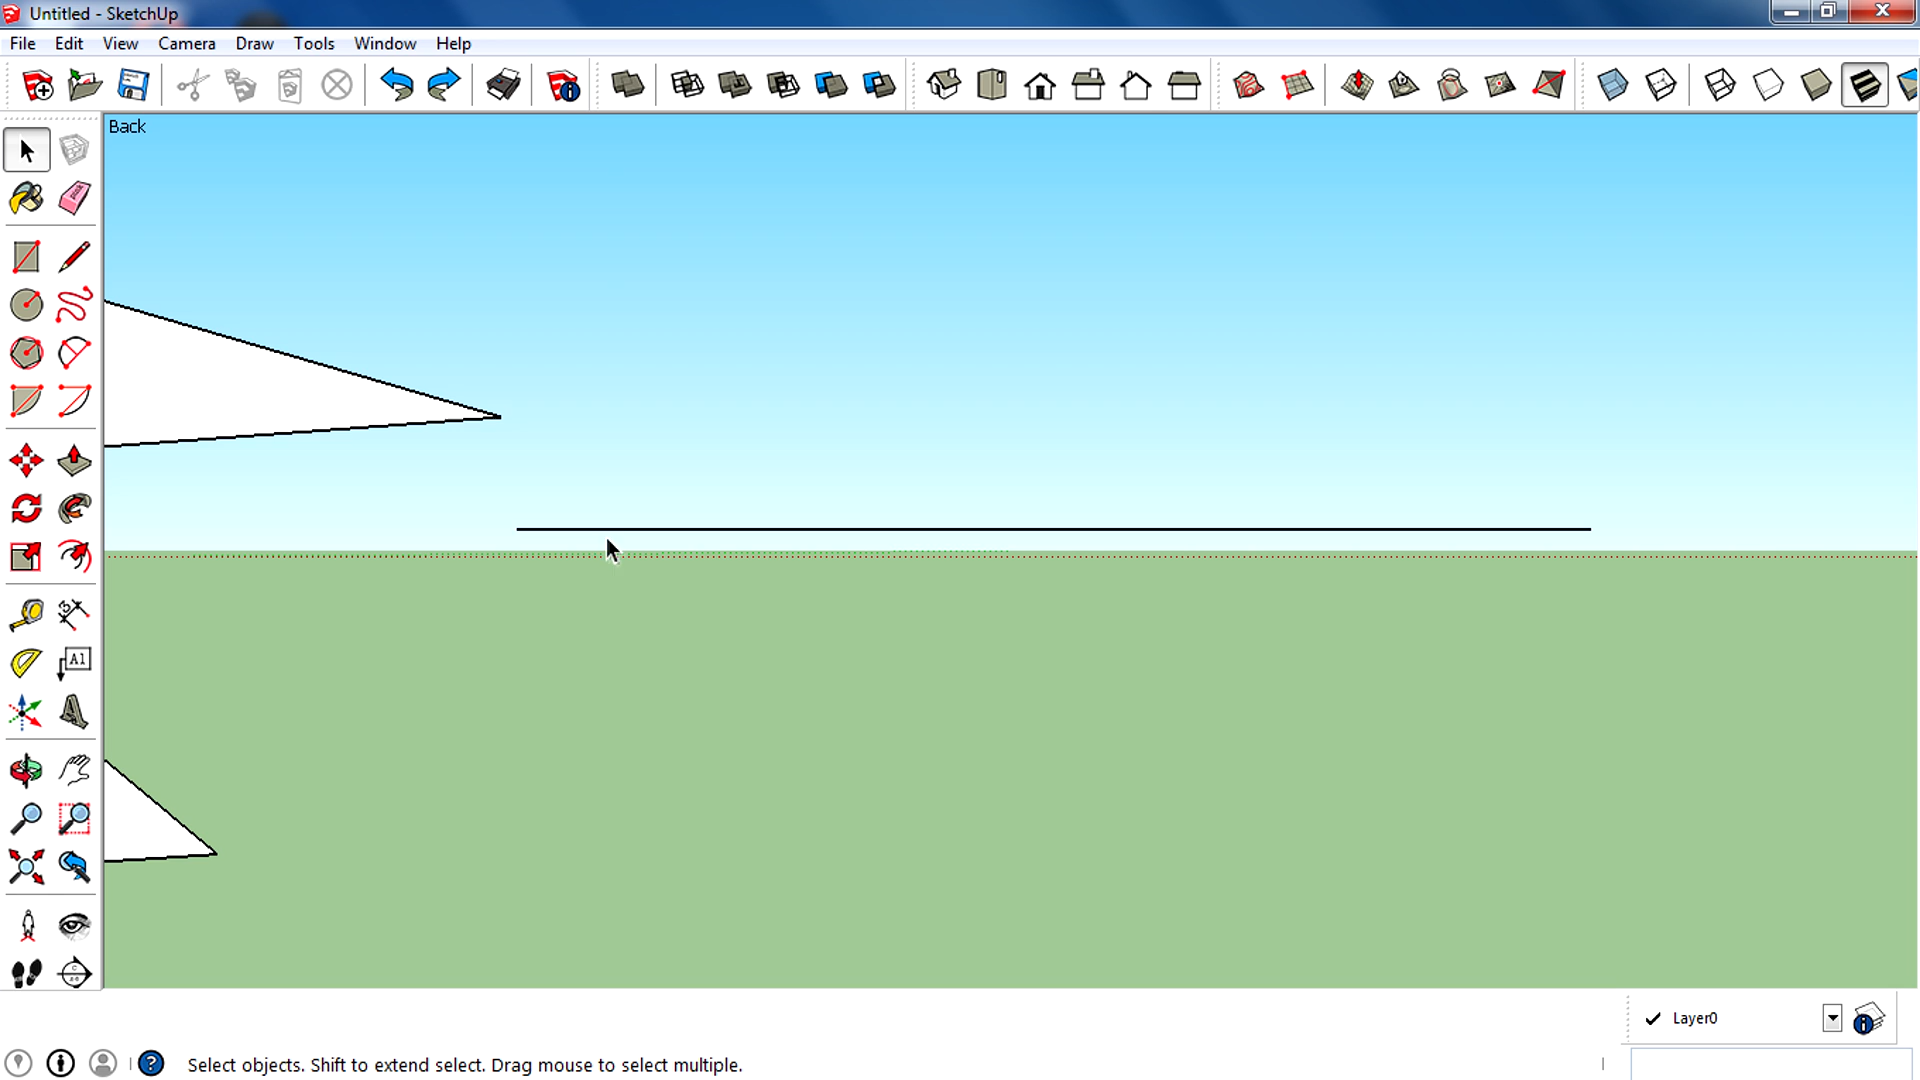 Untitled - SketchUp
File Edit View Camera Draw Tools Window Help
Back
A1
Layer0
Select objects. Shift to extend select. Drag mouse to select multiple.